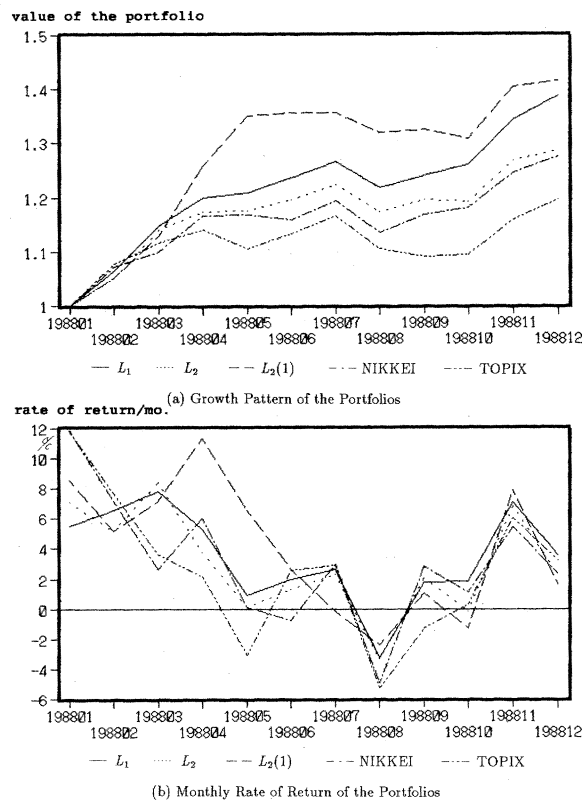 value of the portfolio
1.5
1.4
1.3
1.2
1.1
1
198801 198803 198805 198807 198809 198811
198802 198804 198806 198808 198810 198812
L1 L2 L2(1) NIKKEI TOPIX
(a) Growth Pattern of the Portfolios
rate of return/mo.
12
%
10
8
6
4
2
0
-2
-4
-6
198801 198803 198805 198807 198809 198811
198802 198804 198806 198808 198810 198812
L1 L2 L2(1) NIKKEI TOPIX
(b) Monthly Rate of Return of the Portfolios